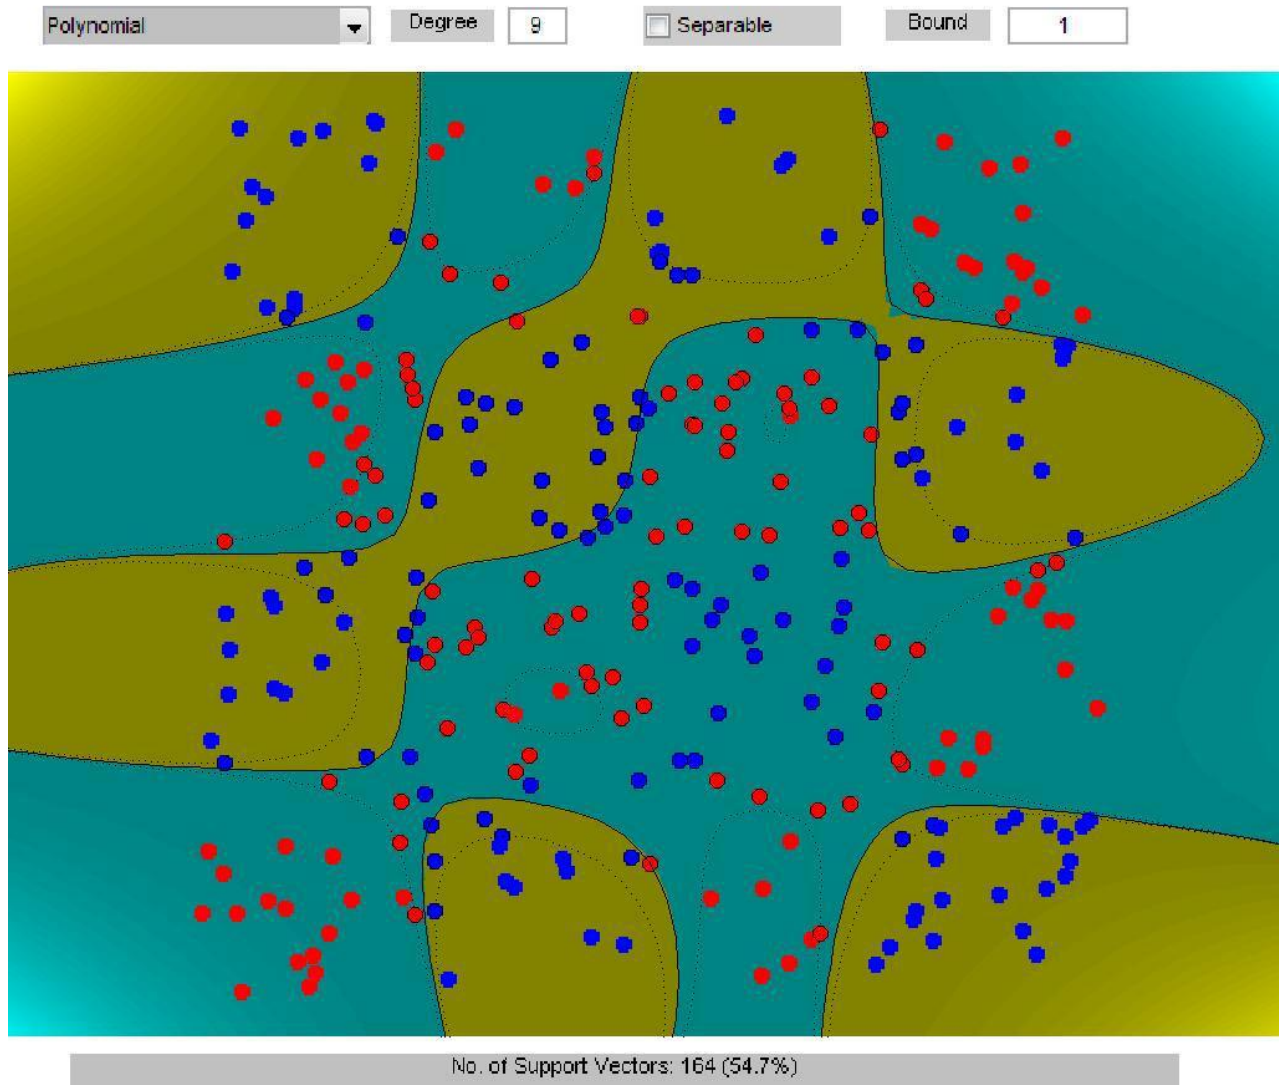 Polynomial Degree 9 Separable Bound 1
No. of Support Vectors: 164 (54.7%)